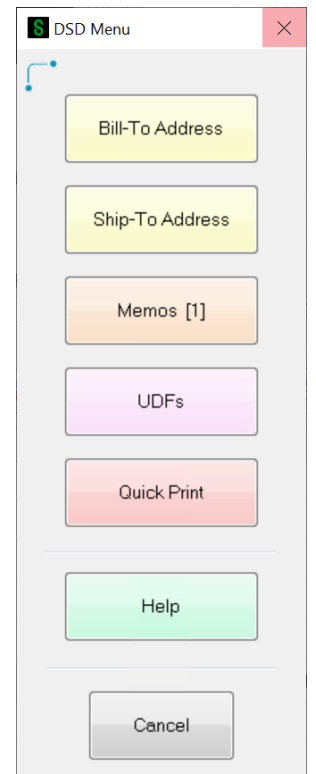 S DSD Menu
Bill-To Address
Ship-To Address
Memos [1]
UDFs
Quick Print
Help
Cancel